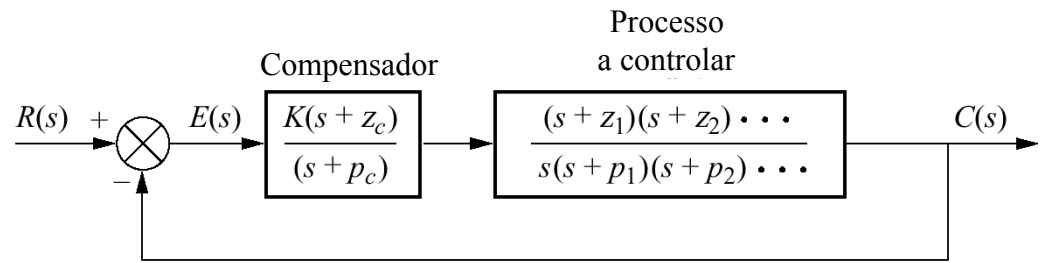 Processo
a controlar
Compensador
R(s)
+
−
E(s)
K(s + z_c)
(s + p_c)
(s + z_1)(s + z_2) • • •
s(s + p_1)(s + p_2) • • •
C(s)